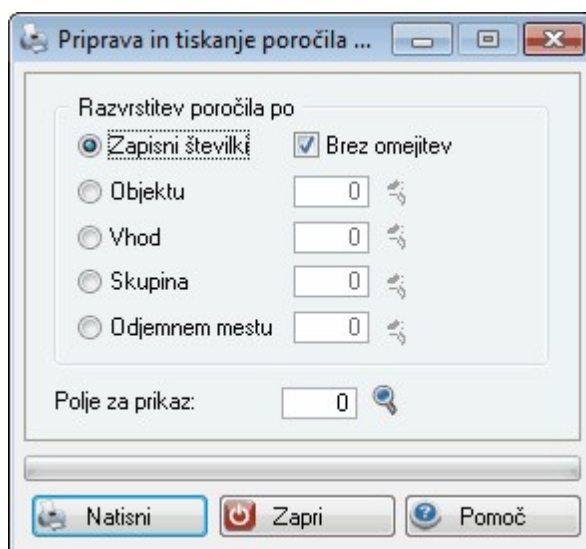 Priprava in tiskanje poročila ...
Razvrstitev poročila po
Zapisni številki Brez omejitev
Objektu 0
Vhod 0
Skupina 0
Odjemnem mestu 0
Polje za prikaz: 0
Natisni Zapri Pomoč